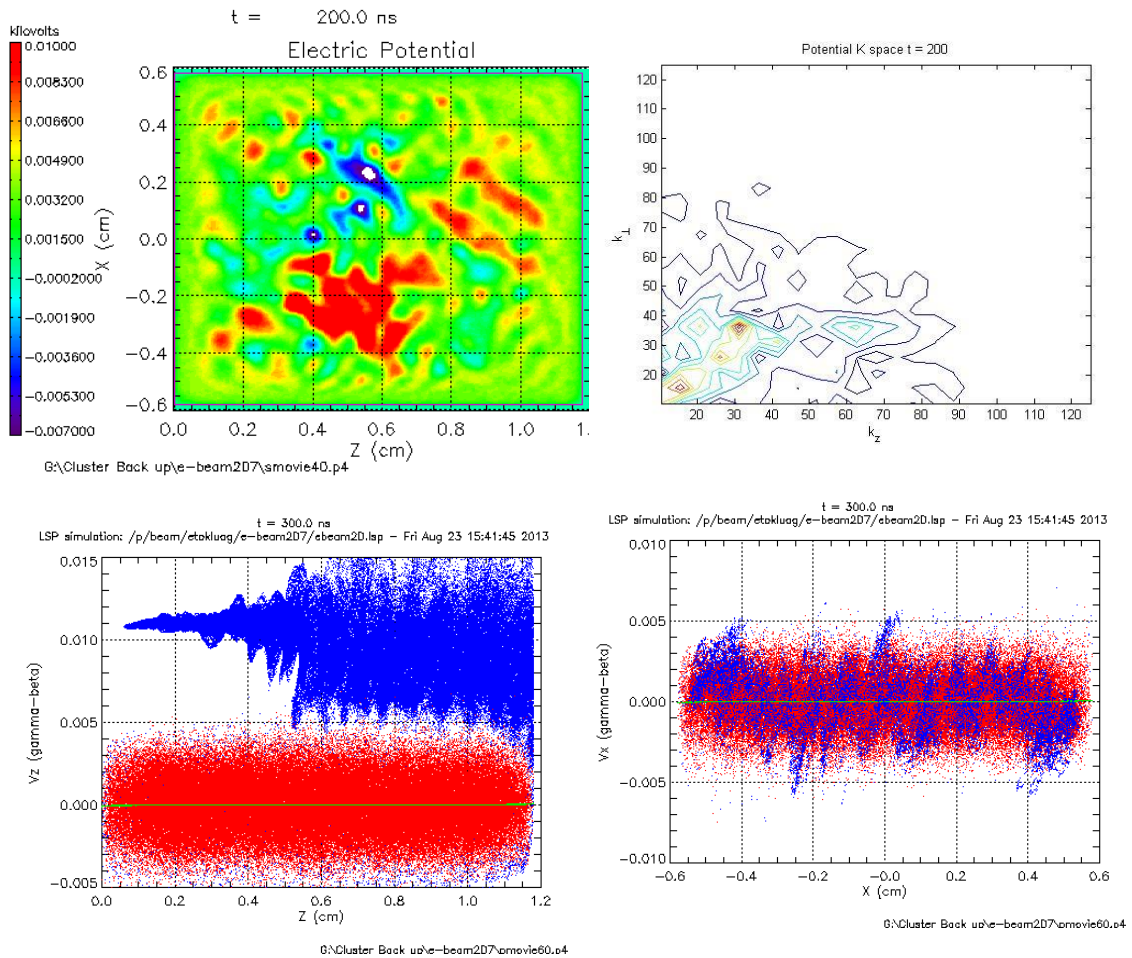 t = 200.0 ns
kilovolts
Electric Potential
0.01000
0.008300
0.006600
0.004900
0.003200
0.001500
-0.0002000
-0.001900
-0.003600
-0.005300
-0.007000
X (cm)
0.6
0.4
0.2
0.0
-0.2
-0.4
-0.6
0.0 0.2 0.4 0.6 0.8 1.0 1.
Z (cm)
G:\Cluster Back up\e-beam2D7\smovie40.p4
Potential K space t = 200
120
110
100
90
80
70
60
50
40
30
20
k⊥
20 30 40 50 60 70 80 90 100 110 120
k_z
t = 300.0 ns
LSP simulation: /p/beam/etokluag/e-beam2D7/ebeam2D.lsp - Fri Aug 23 15:41:45 2013
0.015
0.010
0.005
0.000
-0.005
Vz (gamma-beta)
0.0 0.2 0.4 0.6 0.8 1.0 1.2
Z (cm)
G:\Cluster Back up\e-beam2D7\pmovie60.p4
t = 300.0 ns
LSP simulation: /p/beam/etokluag/e-beam2D7/ebeam2D.lsp - Fri Aug 23 15:41:45 2013
0.010
0.005
0.000
-0.005
-0.010
Vx (gamma-beta)
-0.6 -0.4 -0.2 -0.0 0.2 0.4 0.6
X (cm)
G:\Cluster Back up\e-beam2D7\pmovie60.p4